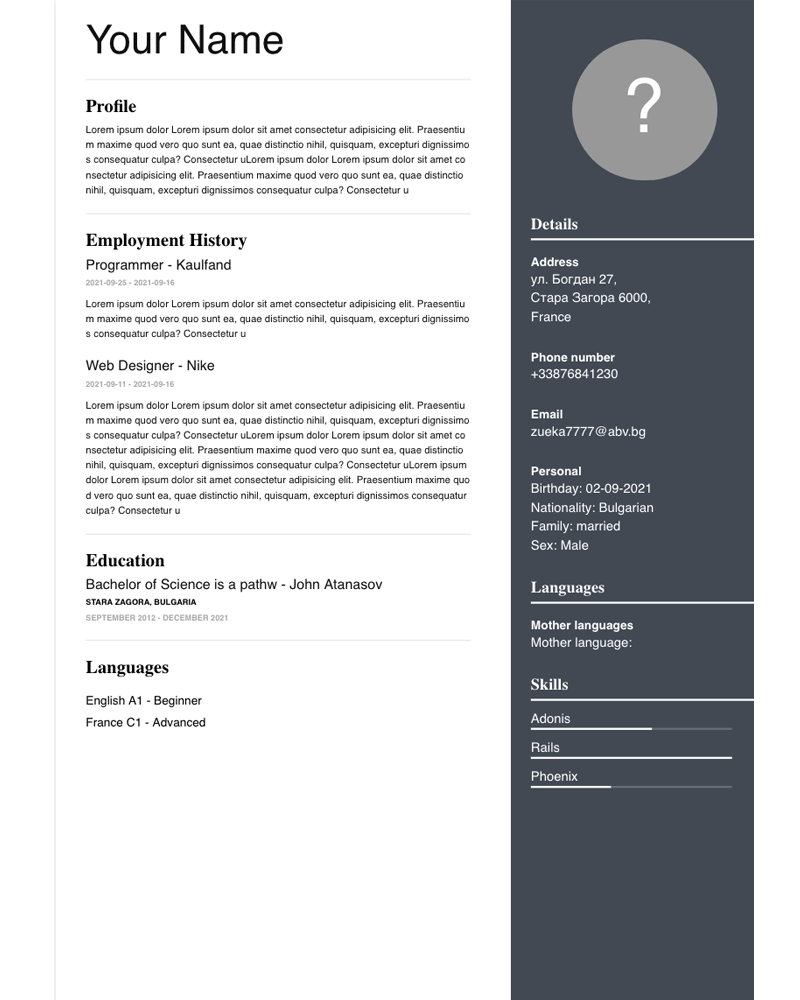 Your Name
Profile
Lorem ipsum dolor Lorem ipsum dolor sit amet consectetur adipisicing elit. Praesentiu
m maxime quod vero quo sunt ea, quae distinctio nihil, quisquam, excepturi dignissimo
s consequatur culpa? Consectetur uLorem ipsum dolor Lorem ipsum dolor sit amet co
nsectetur adipisicing elit. Praesentium maxime quod vero quo sunt ea, quae distinctio
nihil, quisquam, excepturi dignissimos consequatur culpa? Consectetur u
Employment History
Programmer - Kaulfand
2021-09-25 - 2021-09-16
Lorem ipsum dolor Lorem ipsum dolor sit amet consectetur adipisicing elit. Praesentiu
m maxime quod vero quo sunt ea, quae distinctio nihil, quisquam, excepturi dignissimo
s consequatur culpa? Consectetur u
Web Designer - Nike
2021-09-11 - 2021-09-16
Lorem ipsum dolor Lorem ipsum dolor sit amet consectetur adipisicing elit. Praesentiu
m maxime quod vero quo sunt ea, quae distinctio nihil, quisquam, excepturi dignissimo
s consequatur culpa? Consectetur uLorem ipsum dolor Lorem ipsum dolor sit amet co
nsectetur adipisicing elit. Praesentium maxime quod vero quo sunt ea, quae distinctio
nihil, quisquam, excepturi dignissimos consequatur culpa? Consectetur uLorem ipsum
dolor Lorem ipsum dolor sit amet consectetur adipisicing elit. Praesentium maxime quo
d vero quo sunt ea, quae distinctio nihil, quisquam, excepturi dignissimos consequatur
culpa? Consectetur u
Education
Bachelor of Science is a pathw - John Atanasov
STARA ZAGORA, BULGARIA
SEPTEMBER 2012 - DECEMBER 2021
Languages
English A1 - Beginner
France C1 - Advanced
?
Details
Address
ул. Богдан 27,
Стара Загора 6000,
France
Phone number
+33876841230
Email
zueka7777@abv.bg
Personal
Birthday: 02-09-2021
Nationality: Bulgarian
Family: married
Sex: Male
Languages
Mother languages
Mother language:
Skills
Adonis
Rails
Phoenix